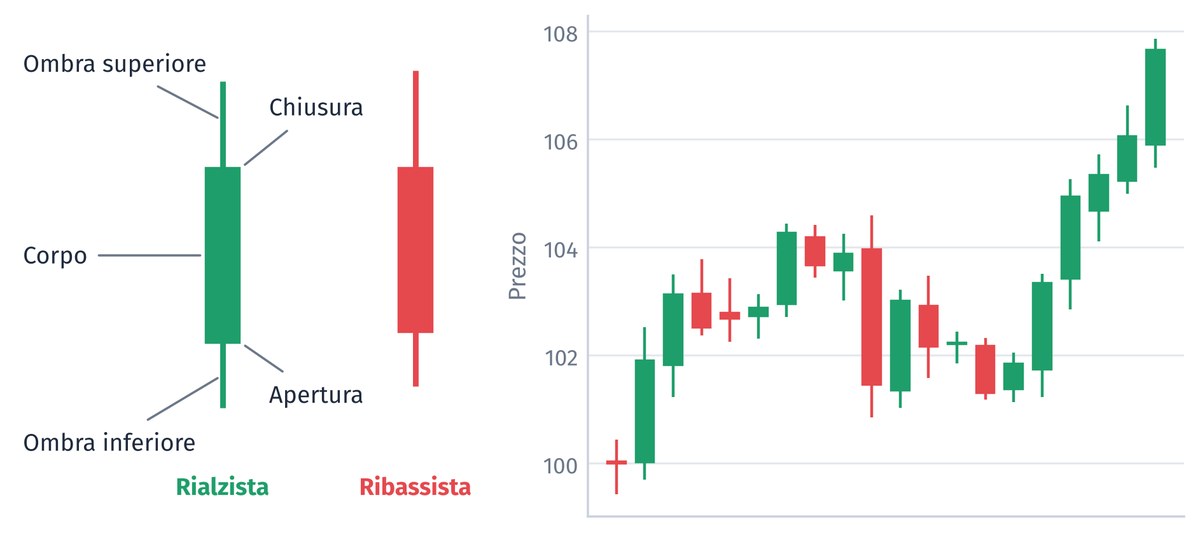 Ombra superiore
Chiusura
Corpo
Apertura
Ombra inferiore
Rialzista
Ribassista
Prezzo
108
106
104
102
100